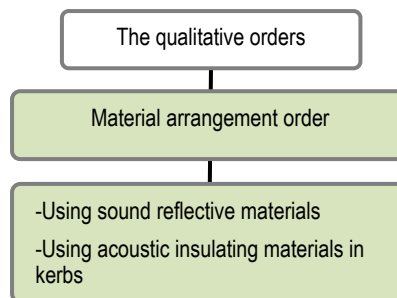 The qualitative orders
Material arrangement order
-Using sound reflective materials
-Using acoustic insulating materials in
kerbs